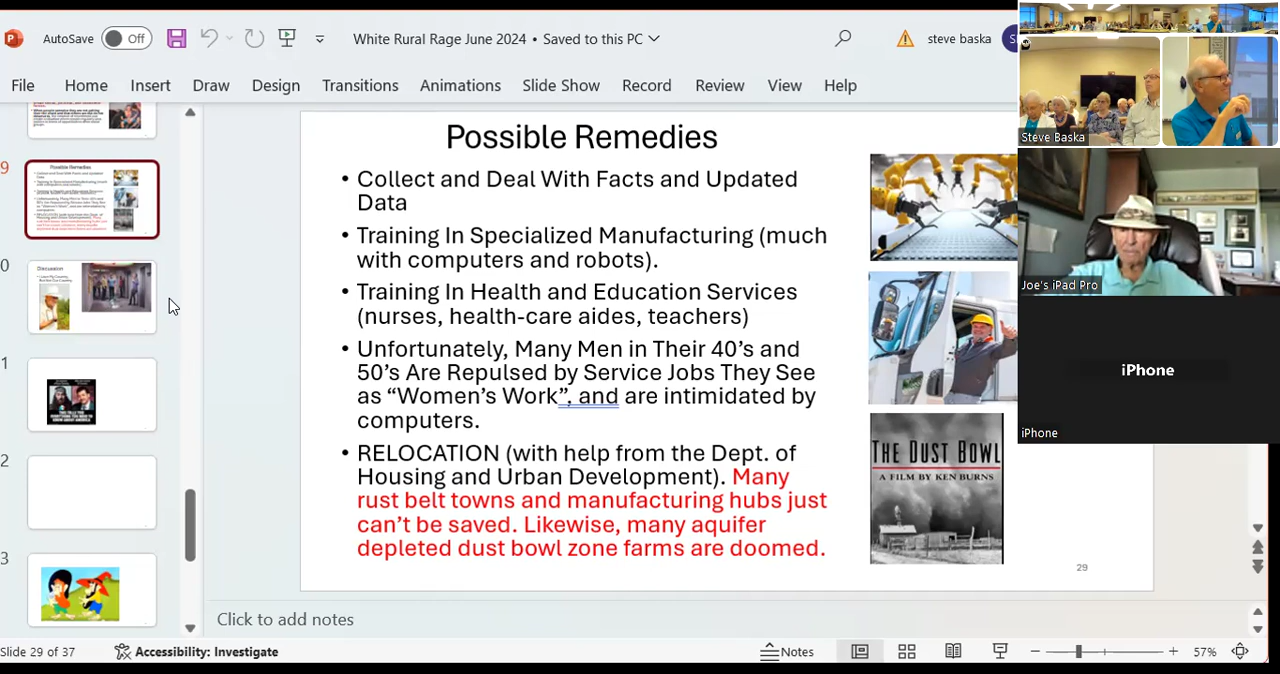 AutoSave
Off
White Rural Rage June 2024 • Saved to this PC
steve baska
S
File
Home
Insert
Draw
Design
Transitions
Animations
Slide Show
Record
Review
View
Help
9
Possible Remedies
0
Discussion
1
2
3
Possible Remedies
• Collect and Deal With Facts and Updated
Data
• Training In Specialized Manufacturing (much
with computers and robots).
• Training In Health and Education Services
(nurses, health-care aides, teachers)
• Unfortunately, Many Men in Their 40’s and
50’s Are Repulsed by Service Jobs They See
as “Women’s Work”, and are intimidated by
computers.
• RELOCATION (with help from the Dept. of
Housing and Urban Development). Many
rust belt towns and manufacturing hubs just
can’t be saved. Likewise, many aquifer
depleted dust bowl zone farms are doomed.
THE DUST BOWL
A FILM BY KEN BURNS
29
Steve Baska
Joe's iPad Pro
iPhone
iPhone
Click to add notes
Slide 29 of 37
Accessibility: Investigate
Notes
57%